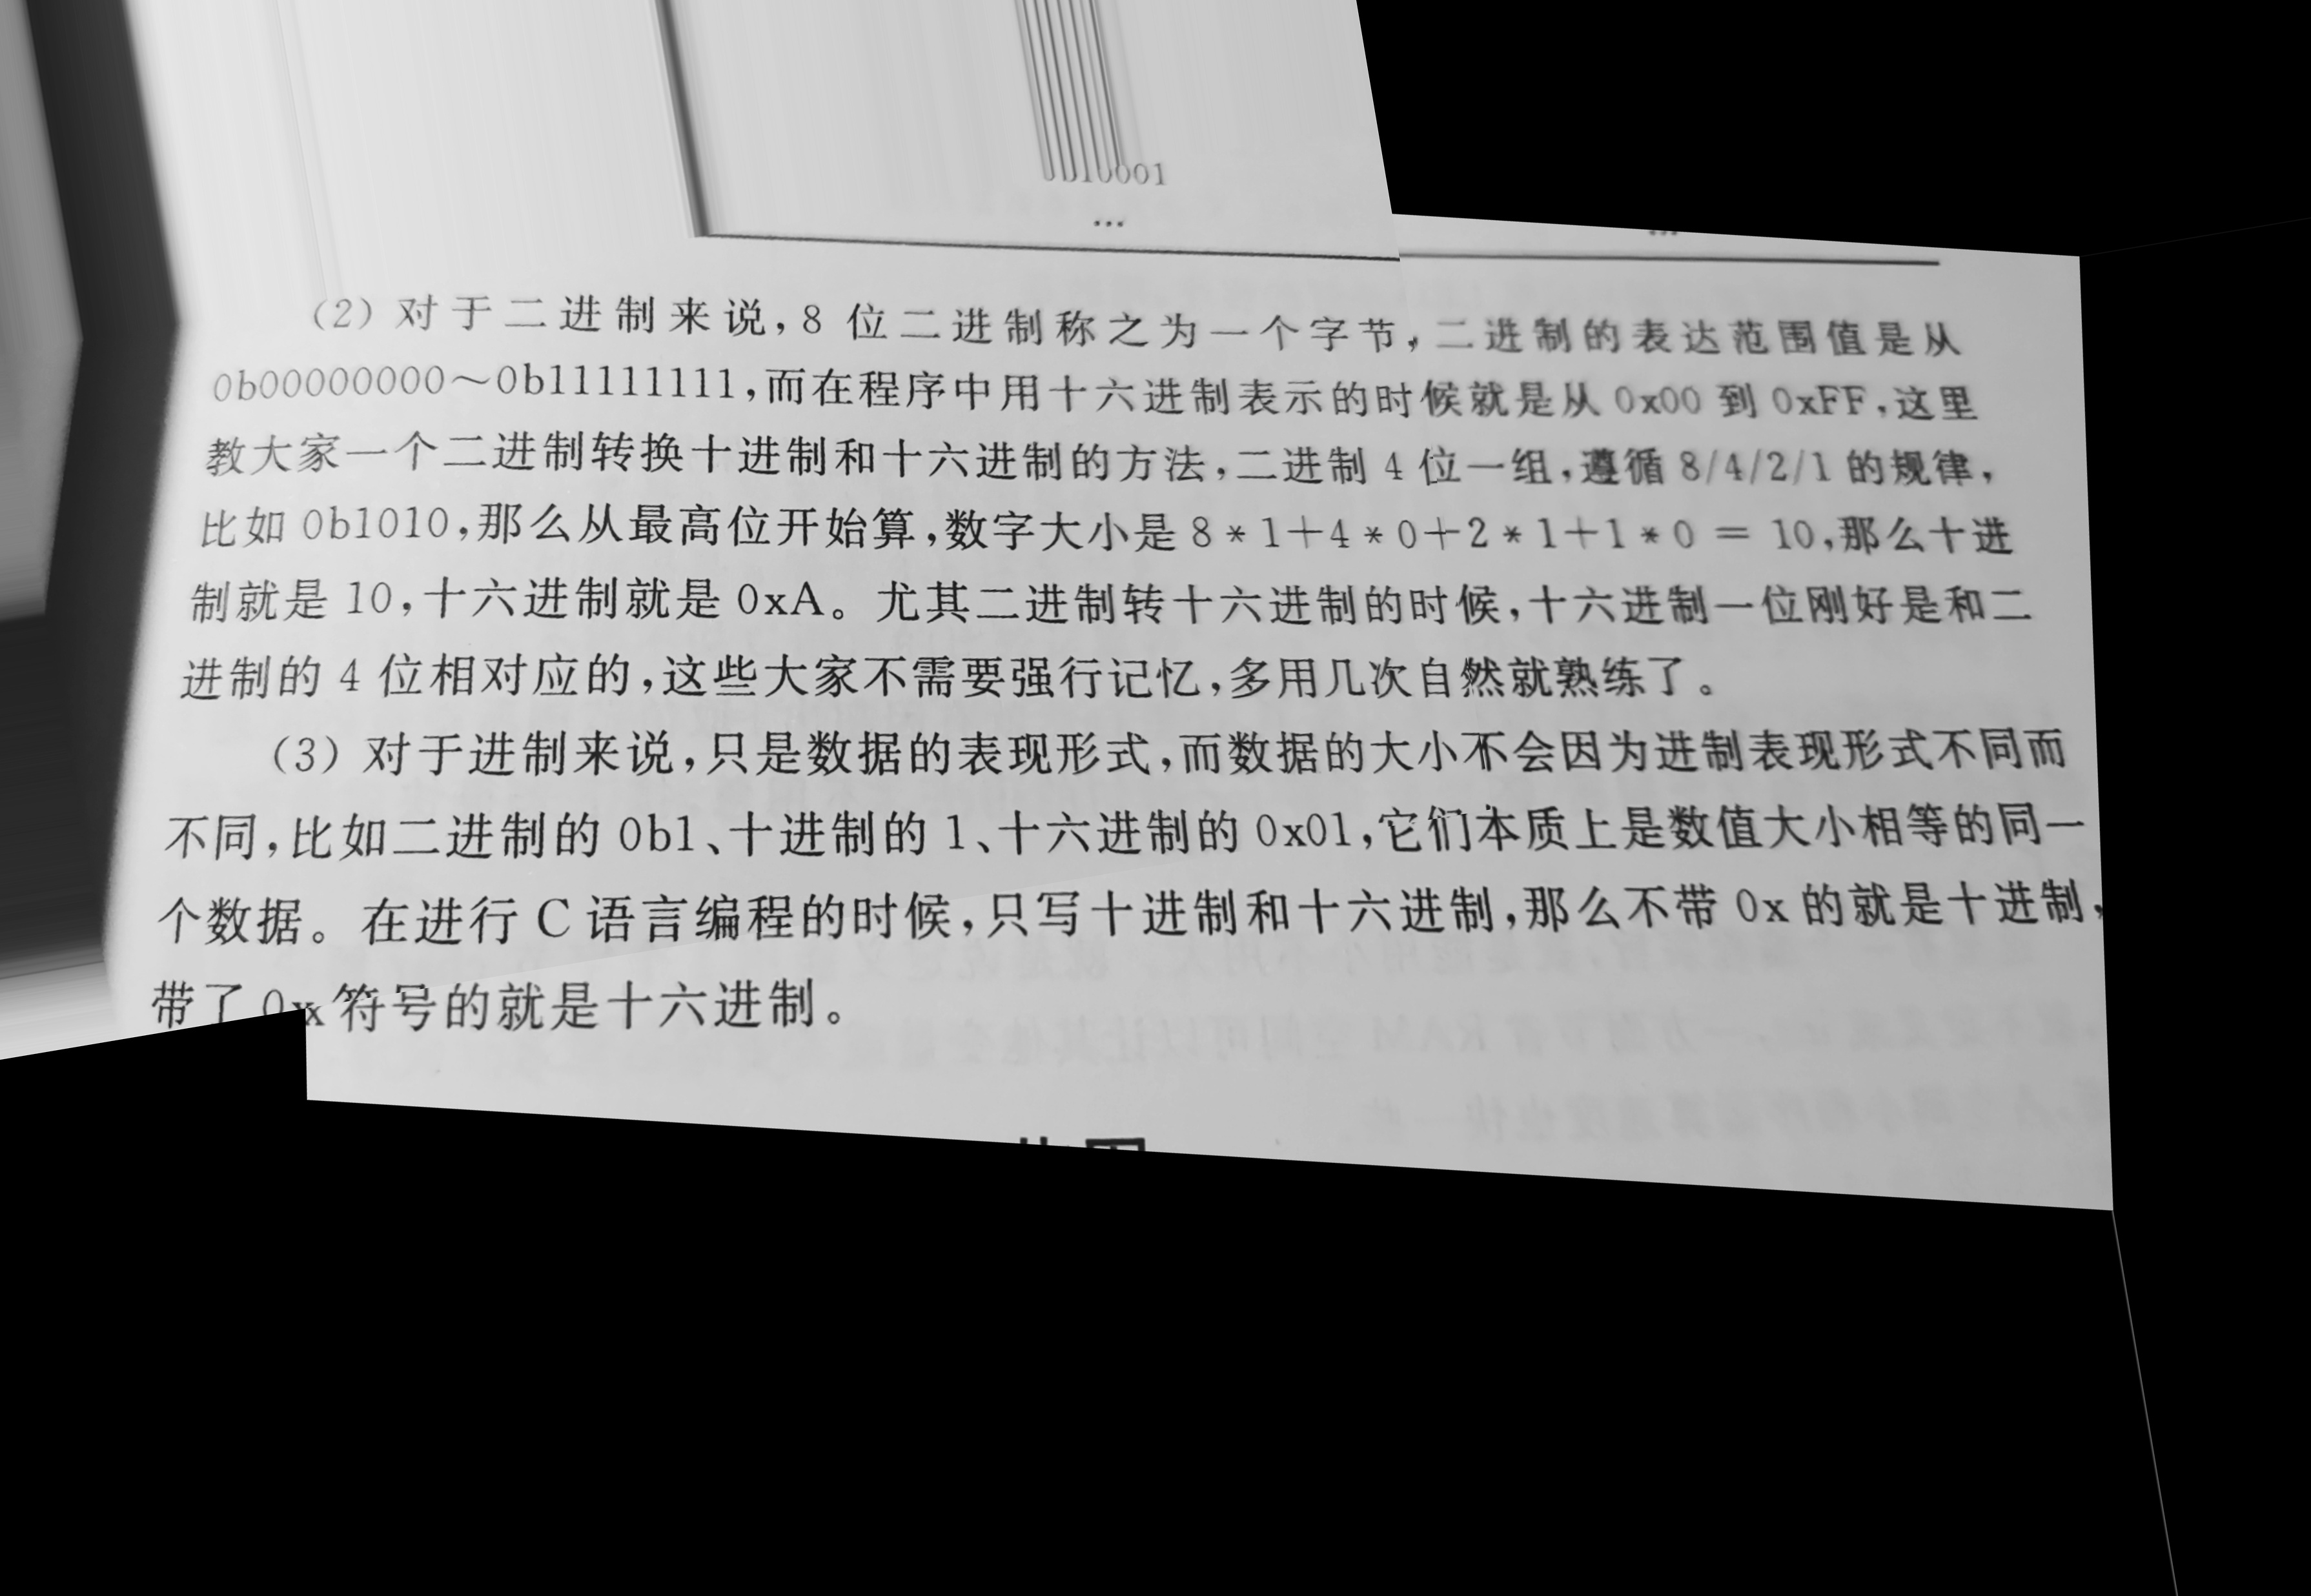 0b10001
...
(2) 对于二进制来说,8 位二进制称之为一个字节,二进制的表达范围值是从
0b00000000～0b11111111,而在程序中用十六进制表示的时候就是从 0x00 到 0xFF,这里
教大家一个二进制转换十进制和十六进制的方法,二进制 4 位一组,遵循 8/4/2/1 的规律,
比如 0b1010,那么从最高位开始算,数字大小是 8 * 1+4 * 0+2 * 1+1 * 0 = 10,那么十进
制就是 10,十六进制就是 0xA。尤其二进制转十六进制的时候,十六进制一位刚好是和二
进制的 4 位相对应的,这些大家不需要强行记忆,多用几次自然就熟练了。
(3) 对于进制来说,只是数据的表现形式,而数据的大小不会因为进制表现形式不同而
不同,比如二进制的 0b1、十进制的 1、十六进制的 0x01,它们本质上是数值大小相等的同一
个数据。在进行 C 语言编程的时候,只写十进制和十六进制,那么不带 0x 的就是十进制,
带了 0x 符号的就是十六进制。